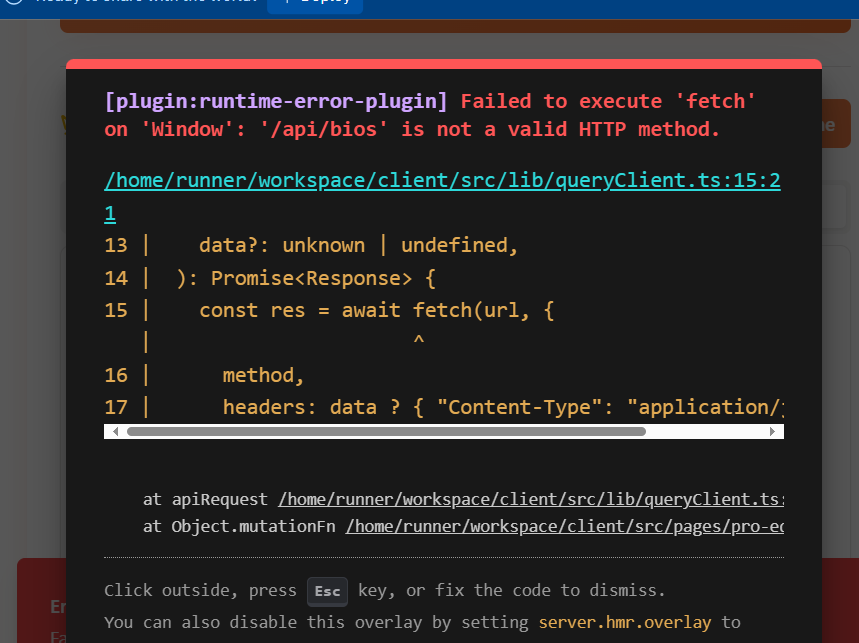 [plugin:runtime-error-plugin] Failed to execute 'fetch'
on 'Window': '/api/bios' is not a valid HTTP method.
/home/runner/workspace/client/src/lib/queryClient.ts:15:2
1
13 |    data?: unknown | undefined,
14 |  ): Promise<Response> {
15 |    const res = await fetch(url, {
   |                      ^
16 |      method,
17 |      headers: data ? { "Content-Type": "application/
at apiRequest /home/runner/workspace/client/src/lib/queryClient.ts:
at Object.mutationFn /home/runner/workspace/client/src/pages/pro-
Click outside, press Esc key, or fix the code to dismiss.
You can also disable this overlay by setting server.hmr.overlay to